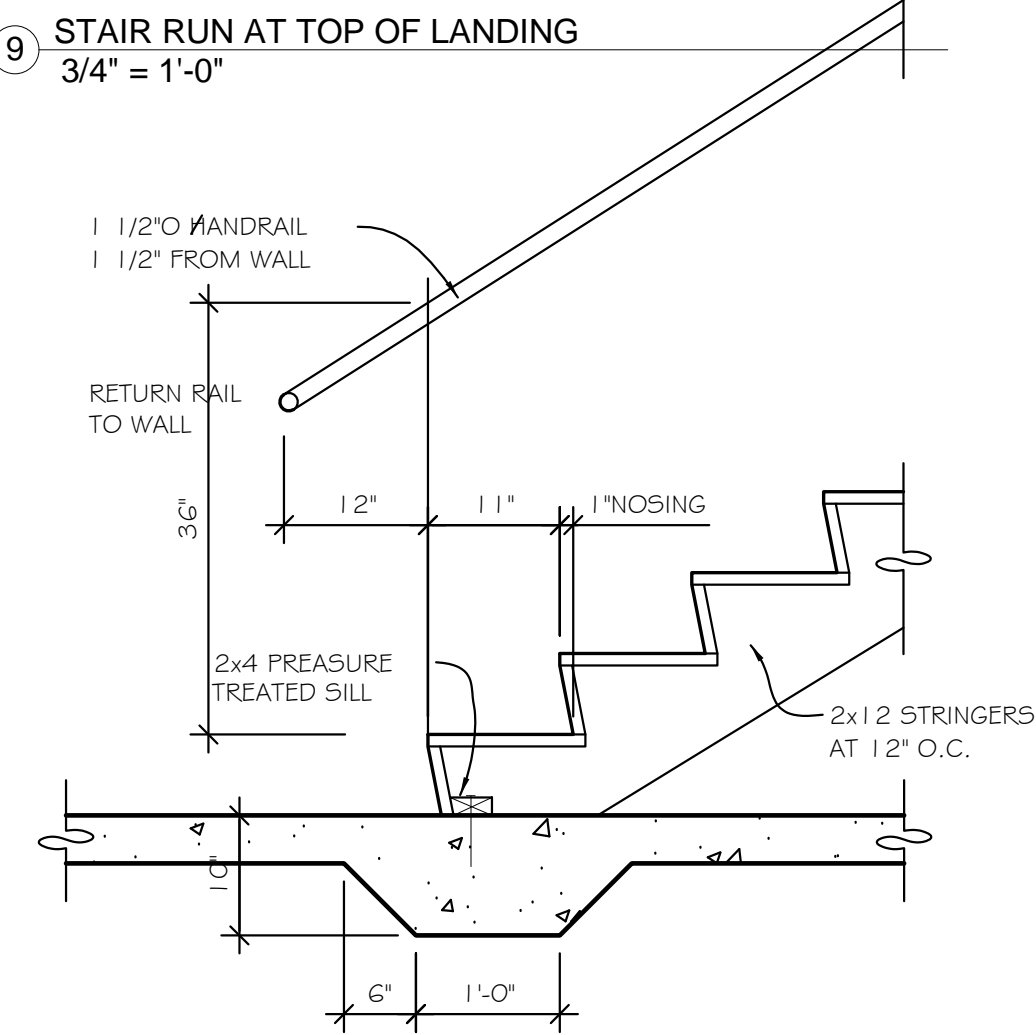 9
STAIR RUN AT TOP OF LANDING
3/4" = 1'-0"
1 1/2"O HANDRAIL
1 1/2" FROM WALL
RETURN RAIL
TO WALL
36"
12"
11"
1"NOSING
2x4 PREASURE
TREATED SILL
2x12 STRINGERS
AT 12" O.C.
10"
6"
1'-0"